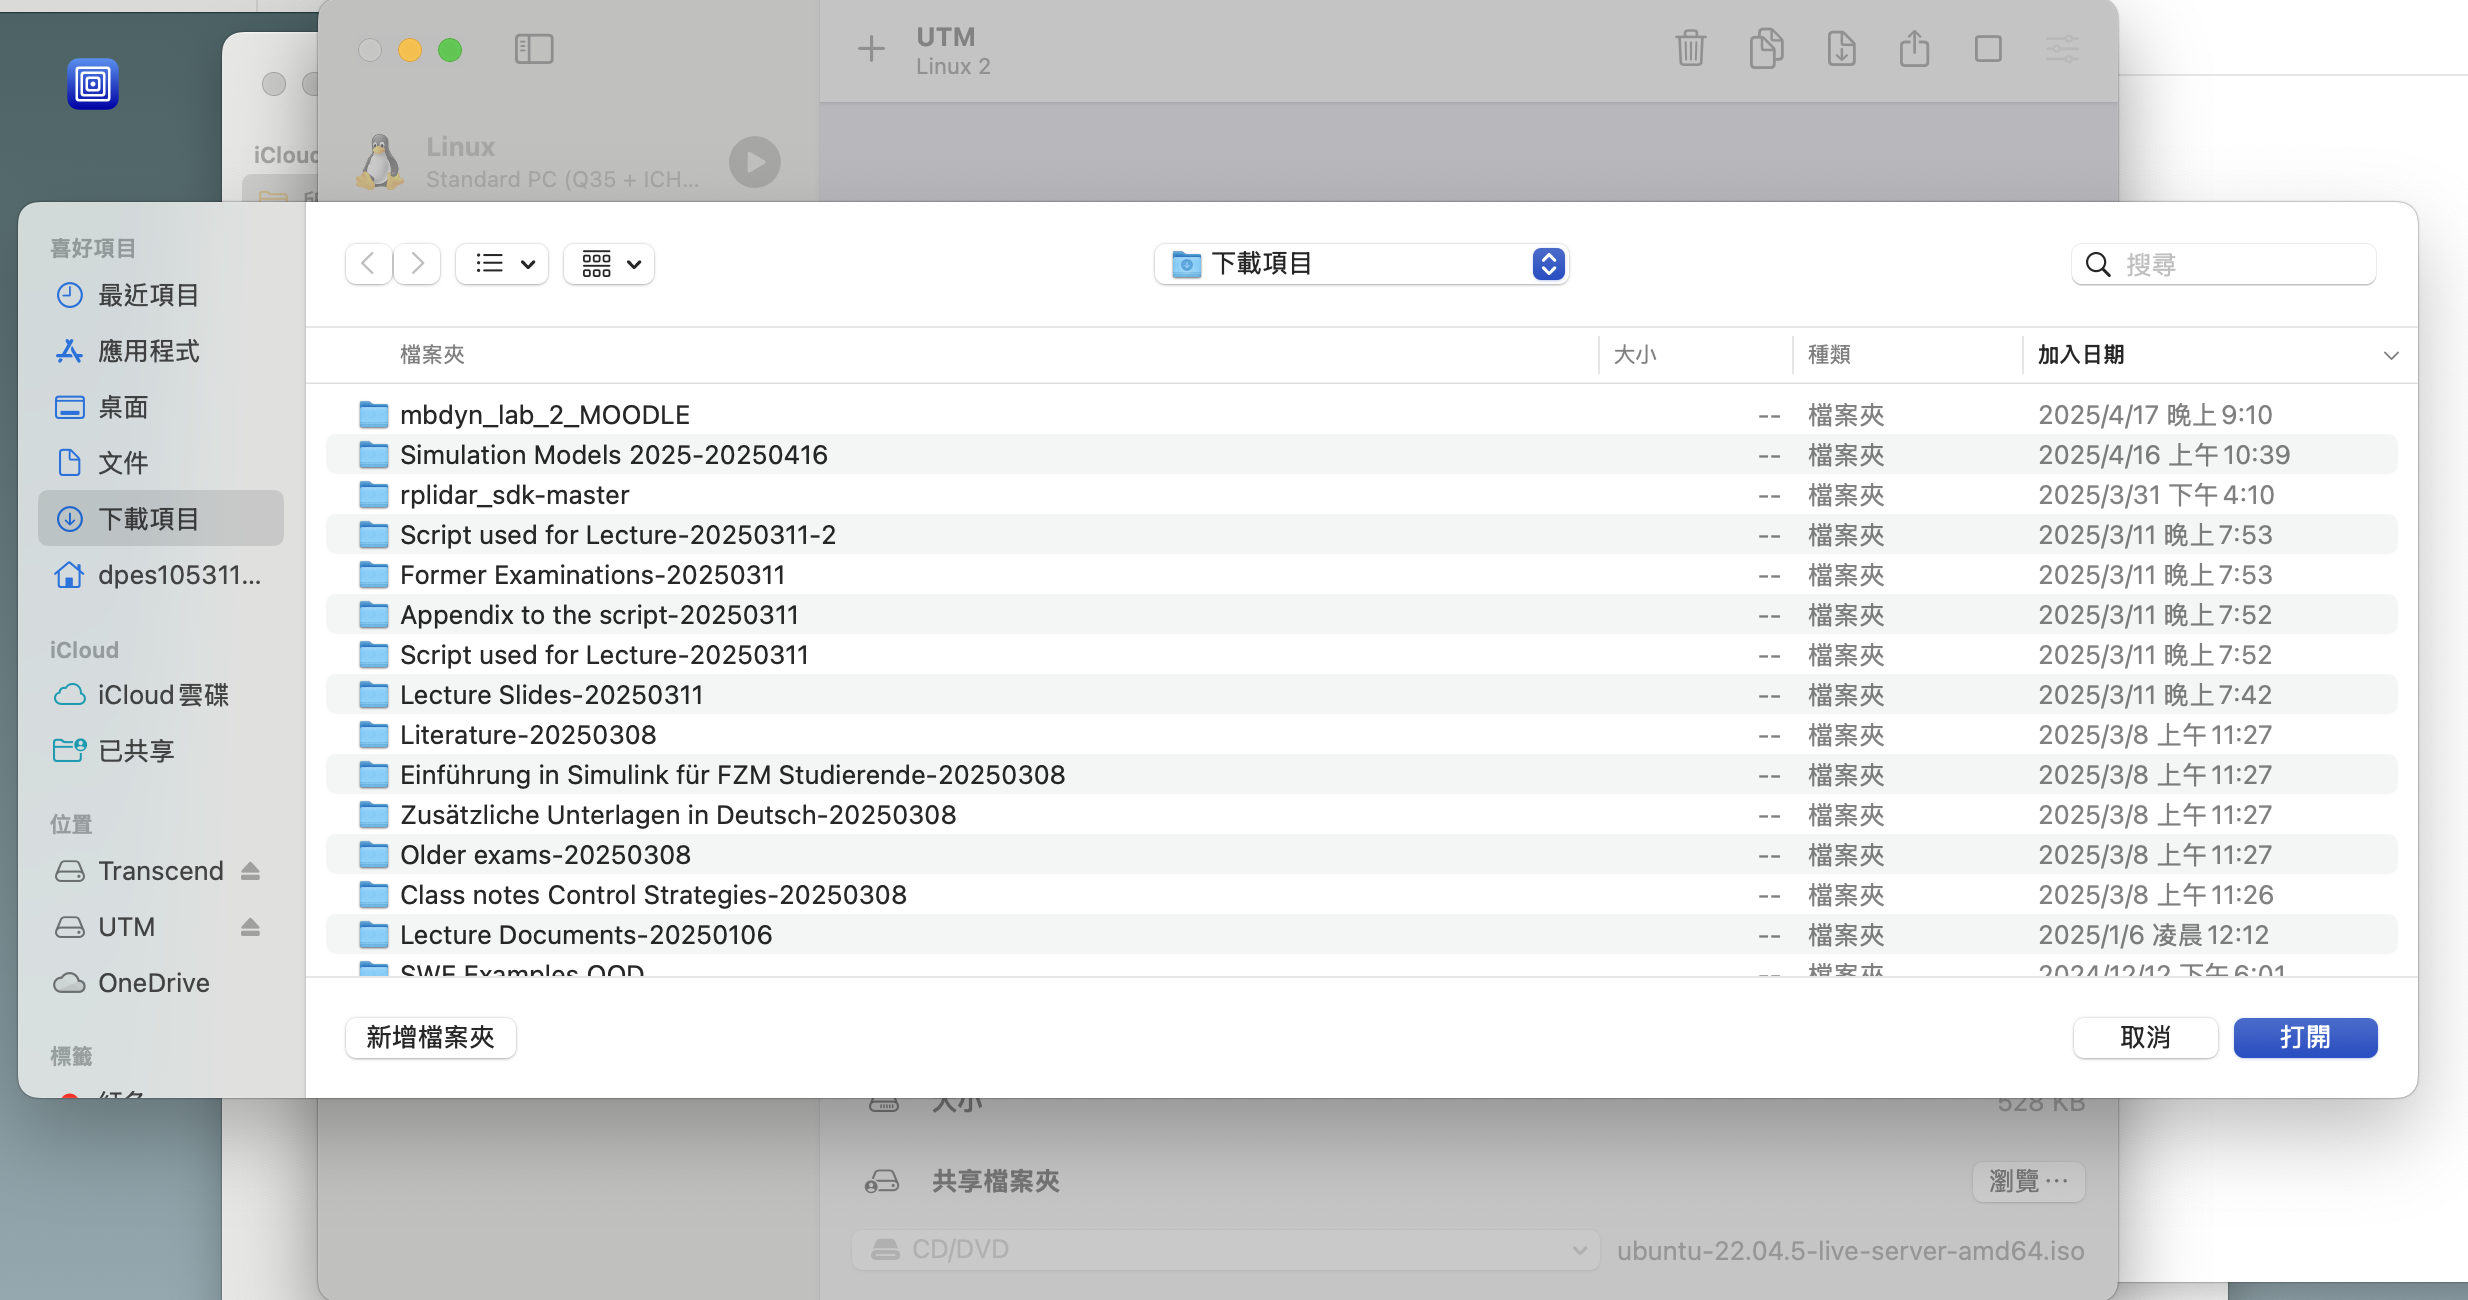 UTM
Linux 2
iCloud
Linux
Standard PC (Q35 + ICH...
喜好項目
最近項目
應用程式
桌面
文件
下載項目
dpes105311...
iCloud
iCloud雲碟
已共享
位置
Transcend
UTM
OneDrive
標籤
紅色
下載項目
搜尋
檔案夾 大小 種類 加入日期
mbdyn_lab_2_MOODLE -- 檔案夾 2025/4/17 晚上9:10
Simulation Models 2025-20250416 -- 檔案夾 2025/4/16 上午10:39
rplidar_sdk-master -- 檔案夾 2025/3/31 下午4:10
Script used for Lecture-20250311-2 -- 檔案夾 2025/3/11 晚上7:53
Former Examinations-20250311 -- 檔案夾 2025/3/11 晚上7:53
Appendix to the script-20250311 -- 檔案夾 2025/3/11 晚上7:52
Script used for Lecture-20250311 -- 檔案夾 2025/3/11 晚上7:52
Lecture Slides-20250311 -- 檔案夾 2025/3/11 晚上7:42
Literature-20250308 -- 檔案夾 2025/3/8 上午11:27
Einführung in Simulink für FZM Studierende-20250308 -- 檔案夾 2025/3/8 上午11:27
Zusätzliche Unterlagen in Deutsch-20250308 -- 檔案夾 2025/3/8 上午11:27
Older exams-20250308 -- 檔案夾 2025/3/8 上午11:27
Class notes Control Strategies-20250308 -- 檔案夾 2025/3/8 上午11:26
Lecture Documents-20250106 -- 檔案夾 2025/1/6 凌晨12:12
SWE Examples OOD -- 檔案夾 2024/12/12 下午6:01
新增檔案夾 取消 打開
大小 528 KB
共享檔案夾 瀏覽…
CD/DVD ubuntu-22.04.5-live-server-amd64.iso